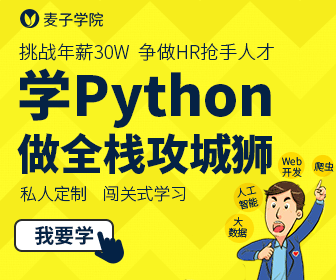 麦子学院
挑战年薪30W 争做HR抢手人才
学Python
做全栈攻城狮
私人定制 闯关式学习
Web
开发
爬虫
人工
智能
大
数据
我要学